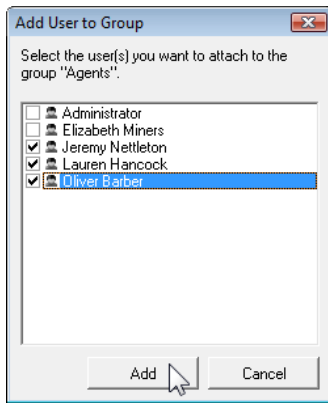 Add User to Group
Select the user(s) you want to attach to the
group "Agents".
Administrator
Elizabeth Miners
Jeremy Nettleton
Lauren Hancock
Oliver Barber
Add
Cancel